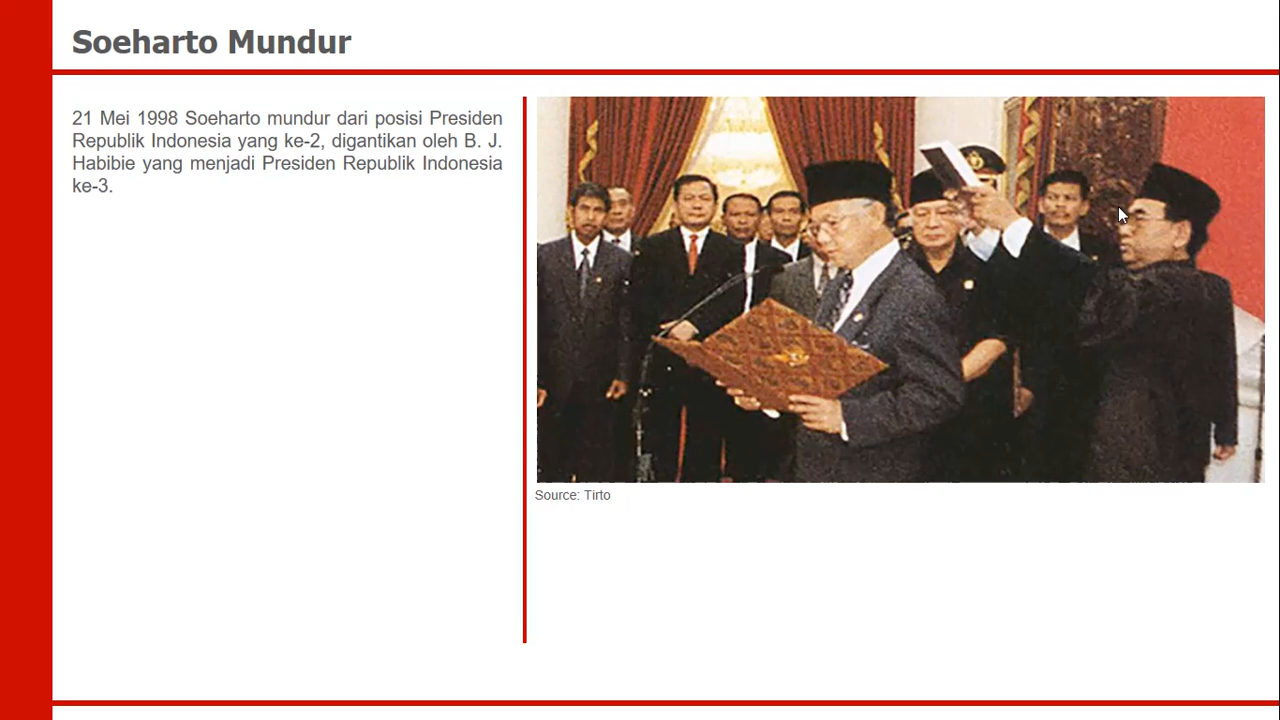 Soeharto Mundur
21 Mei 1998 Soeharto mundur dari posisi Presiden
Republik Indonesia yang ke-2, digantikan oleh B. J.
Habibie yang menjadi Presiden Republik Indonesia
ke-3.
Source: Tirto